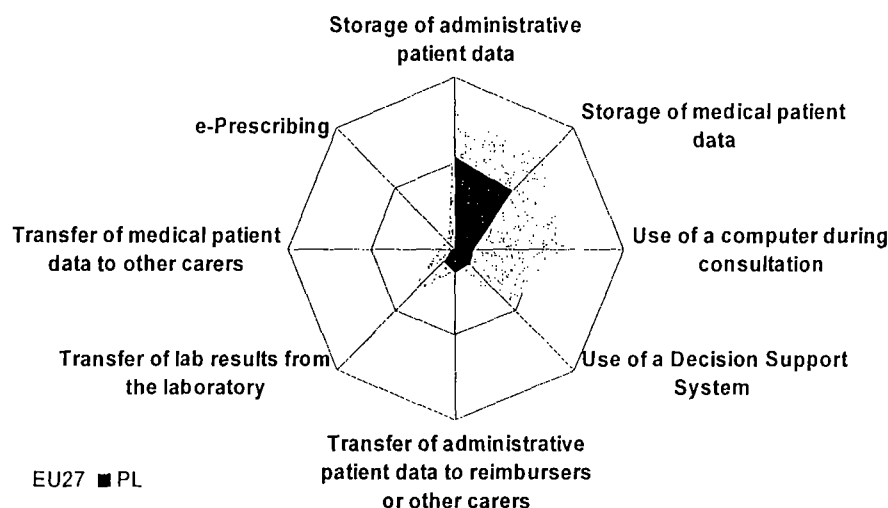 Storage of administrative
patient data
e-Prescribing
Storage of medical patient
data
Transfer of medical patient
data to other carers
Use of a computer during
consultation
Transfer of lab results from
the laboratory
Use of a Decision Support
System
Transfer of administrative
patient data to reimbursers
or other carers
EU27 PL